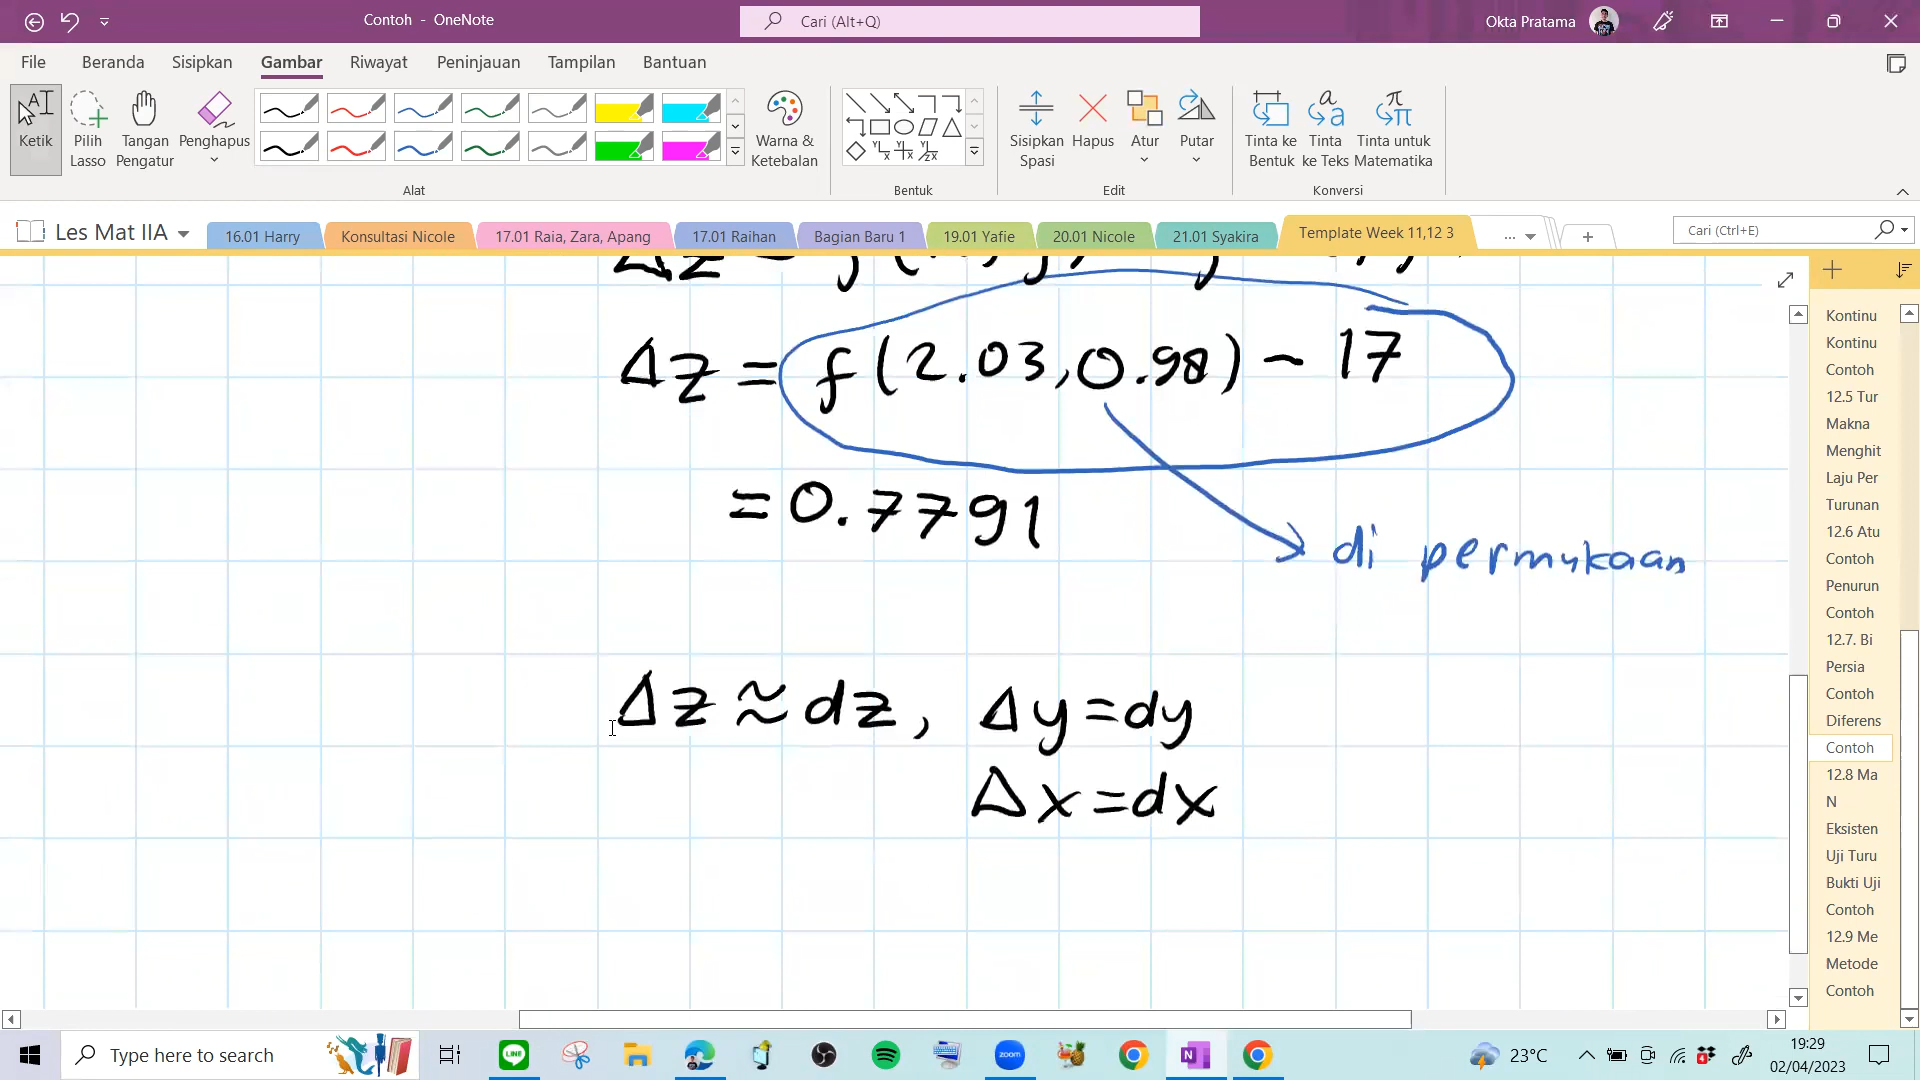 Contoh - OneNote
Cari (Alt+Q)
Okta Pratama
File Beranda Sisipkan Gambar Riwayat Peninjauan Tampilan Bantuan
Ketik
Pilih Lasso
Tangan Pengatur
Penghapus
Warna & Ketebalan
Sisipkan Spasi
Hapus
Atur
Putar
Tinta ke Bentuk
Tinta ke Teks
Tinta untuk Matematika
Alat
Bentuk
Edit
Konversi
Les Mat IIA
16.01 Harry
Konsultasi Nicole
17.01 Raia, Zara, Apang
17.01 Raihan
Bagian Baru 1
19.01 Yafie
20.01 Nicole
21.01 Syakira
Template Week 11,12 3
...
Cari (Ctrl+E)
Δz = f(2.03,0.98) - 17
= 0.7791
di permukaan
Δz ≈ dz, Δy = dy
Δx = dx
Kontinu
Kontinu
Contoh
12.5 Tur
Makna
Menghit
Laju Per
Turunan
12.6 Atu
Contoh
Penurun
Contoh
12.7. Bi
Persia
Contoh
Diferens
Contoh
12.8 Ma
N
Eksisten
Uji Turu
Bukti Uji
Contoh
12.9 Me
Metode
Contoh
Type here to search
LINE
zoom
23°C
19:29
02/04/2023